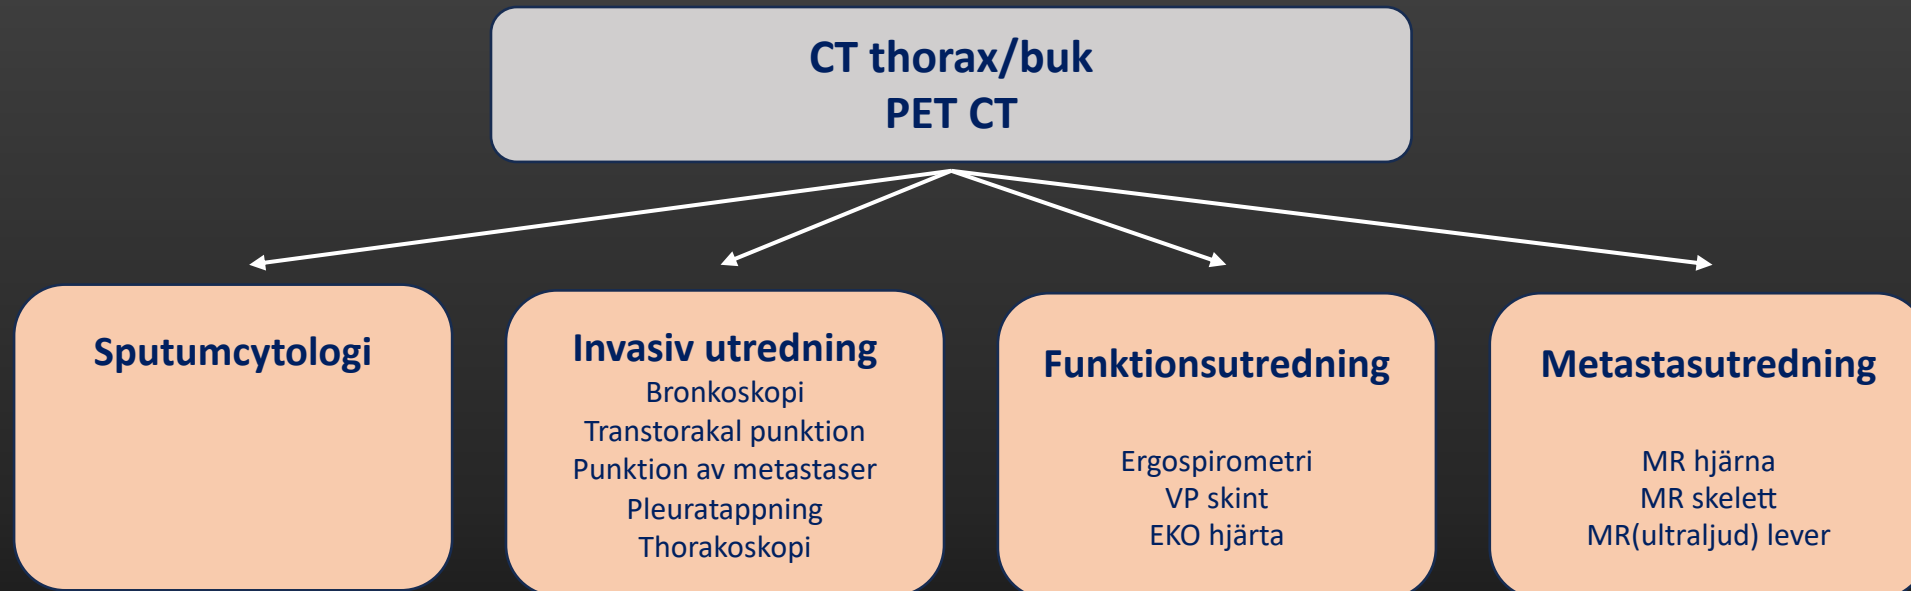 CT thorax/buk
PET CT
Sputumcytologi
Invasiv utredning
Bronkoskopi
Transtorakal punktion
Punktion av metastaser
Pleuratappning
Thorakoskopi
Funktionsutredning
Ergospirometri
VP skint
EKO hjärta
Metastasutredning
MR hjärna
MR skelett
MR(ultraljud) lever